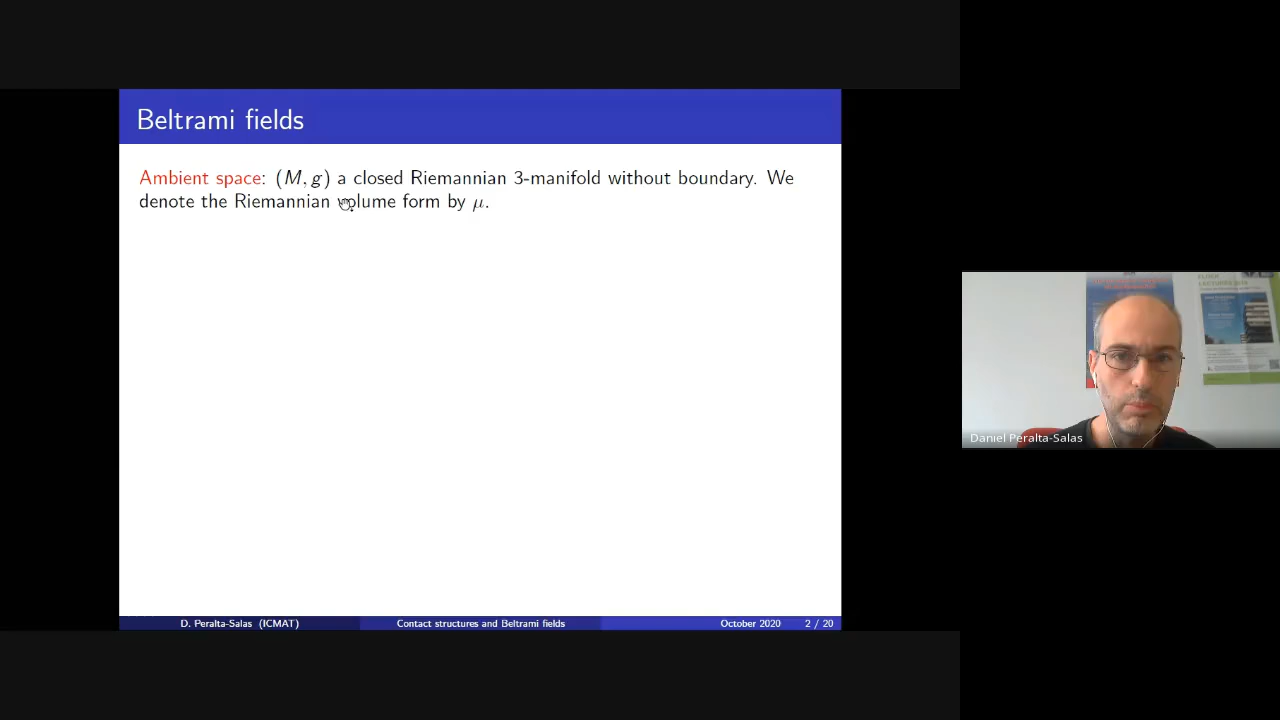 Beltrami fields
Ambient space: (M, g) a closed Riemannian 3-manifold without boundary. We
denote the Riemannian volume form by μ.
Daniel Peralta-Salas
D. Peralta-Salas (ICMAT) Contact structures and Beltrami fields October 2020 2 / 20